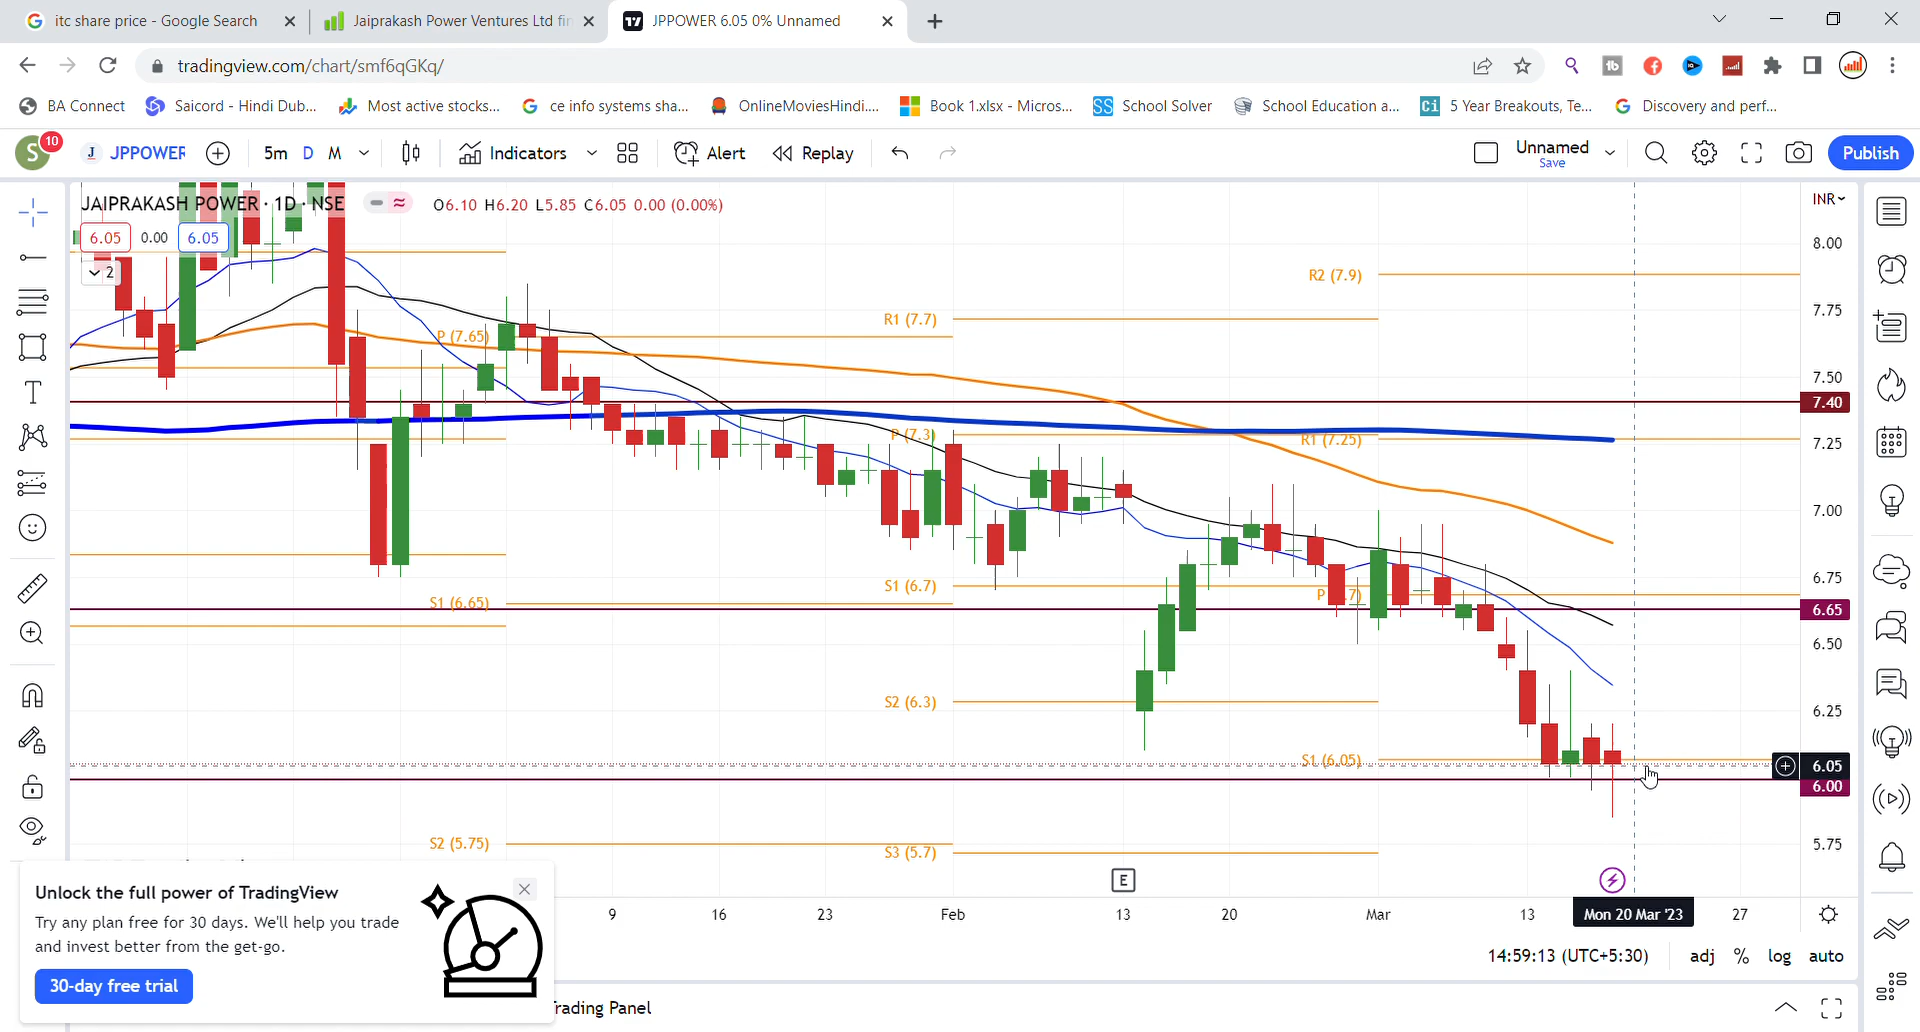 itc share price - Google Search
Jaiprakash Power Ventures Ltd fin
JPPOWER 6.05 0% Unnamed
tradingview.com/chart/smf6qGKq/
BA Connect
Saicord - Hindi Dub...
Most active stocks...
ce info systems sha...
OnlineMoviesHindi....
Book 1.xlsx - Micros...
School Solver
School Education a...
5 Year Breakouts, Te...
Discovery and perf...
S
10
JPPOWER
5m D M
Indicators
Alert
Replay
Unnamed
Save
Publish
JAIPRAKASH POWER · 1D · NSE
O6.10 H6.20 L5.85 C6.05 0.00 (0.00%)
INR
6.05 0.00 6.05
2
8.00
R2 (7.9)
7.75
R1 (7.7)
P (7.65)
7.50
7.40
P (7.3)
R1 (7.25)
7.25
7.00
6.75
S1 (6.7)
S1 (6.65)
6.65
6.50
S2 (6.3)
6.25
S1 (6.05)
6.05
6.00
S2 (5.75)
S3 (5.7)
5.75
E
9 16 23 Feb 13 20 Mar 13 Mon 20 Mar '23 27
Unlock the full power of TradingView
Try any plan free for 30 days. We'll help you trade
and invest better from the get-go.
30-day free trial
14:59:13 (UTC+5:30)
adj % log auto
rading Panel